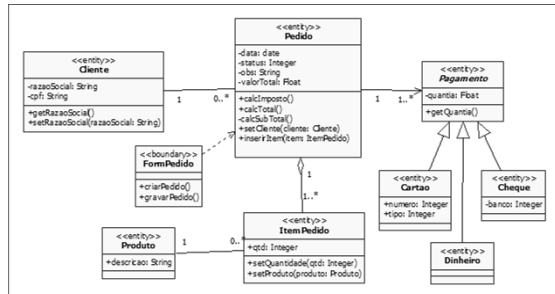 <<entity>>
Cliente
-razaoSocial: String
-cpf: String
+getRazaoSocial()
+setRazaoSocial(razaoSocial: String)
1
0..*
<<entity>>
Pedido
-data: date
-status: Integer
-obs: String
-valorTotal: Float
+calcImposto()
+calcTotal()
-calcSubTotal()
+setCliente(cliente: Cliente)
+inserirItem(item: ItemPedido)
1
1..*
<<entity>>
Pagamento
-quantia: Float
+getQuantia()
<<boundary>>
FormPedido
+criarPedido()
+gravarPedido()
1
1..*
<<entity>>
Cartao
+numero: Integer
+tipo: Integer
<<entity>>
Cheque
-banco: Integer
<<entity>>
Dinheiro
<<entity>>
Produto
+descricao: String
1
0..*
<<entity>>
ItemPedido
+qtd: Integer
+setQuantidade(qtd: Integer)
+setProduto(produto: Produto)